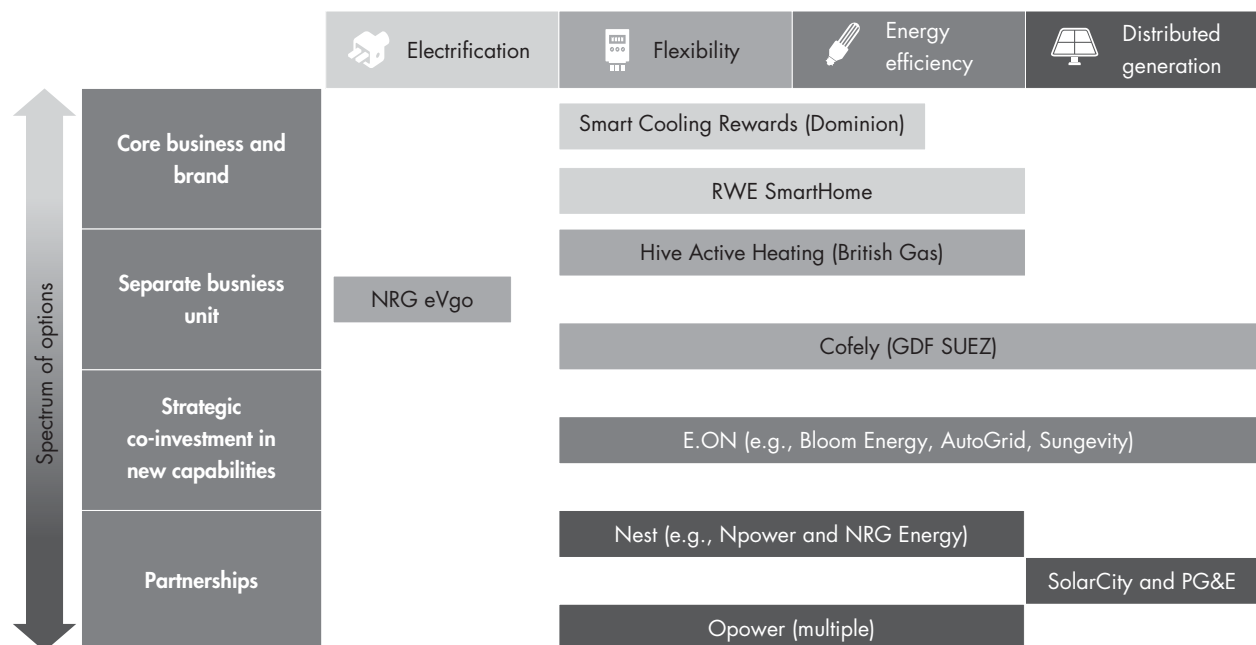 Electrification
Flexibility
Energy
efficiency
Distributed
generation
Spectrum of options
Core business and
brand
Smart Cooling Rewards (Dominion)
RWE SmartHome
Separate busniess
unit
Hive Active Heating (British Gas)
NRG eVgo
Cofely (GDF SUEZ)
Strategic
co-investment in
new capabilities
E.ON (e.g., Bloom Energy, AutoGrid, Sungevity)
Partnerships
Nest (e.g., Npower and NRG Energy)
SolarCity and PG&E
Opower (multiple)